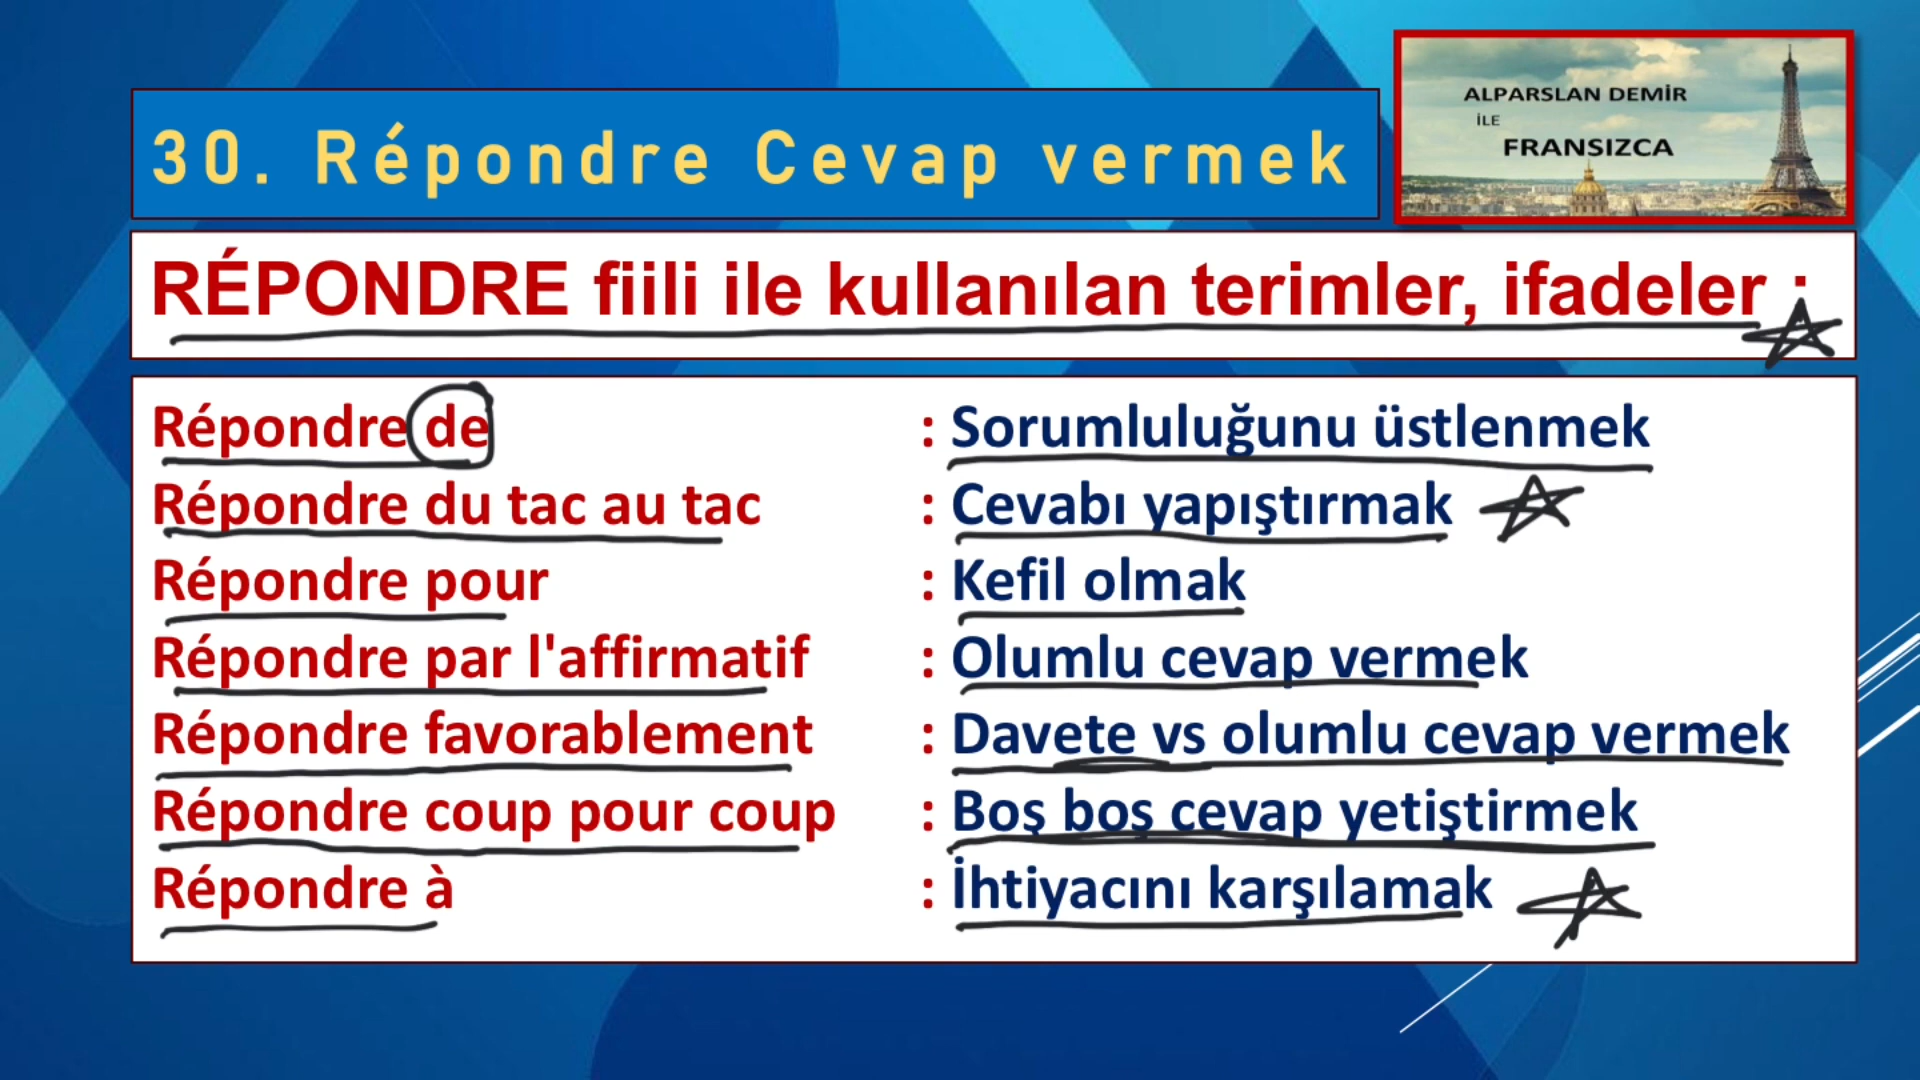 30. Répondre Cevap vermek
ALPARSLAN DEMİR
İLE
FRANSIZCA
RÉPONDRE fiili ile kullanılan terimler, ifadeler :
Répondre de : Sorumluluğunu üstlenmek
Répondre du tac au tac : Cevabı yapıştırmak
Répondre pour : Kefil olmak
Répondre par l'affirmatif : Olumlu cevap vermek
Répondre favorablement : Davete vs olumlu cevap vermek
Répondre coup pour coup : Boş boş cevap yetiştirmek
Répondre à : İhtiyacını karşılamak